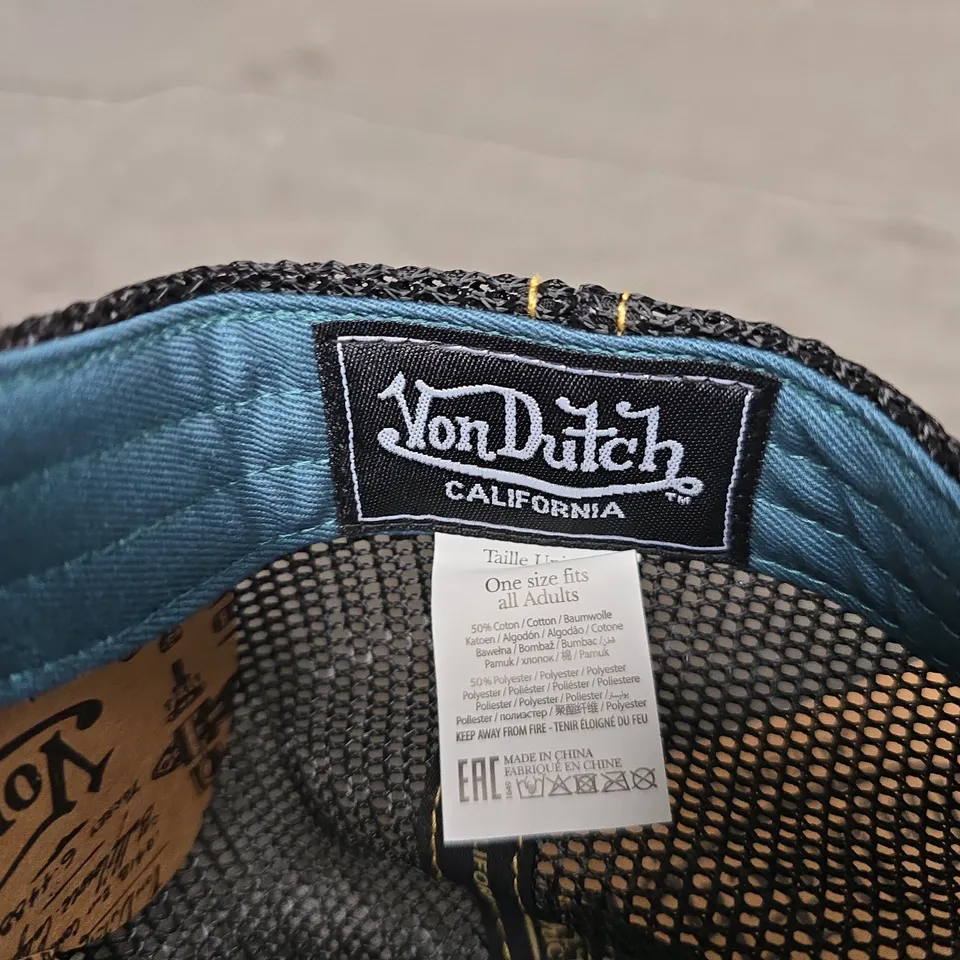 Von Dutch
CALIFORNIA
™
Taille Uni
One size fits
all Adults
50% Coton / Cotton / Baumwolle
Katoen / Algodón / Algodão / Cotone
Bawełna / Bombaž / Bumbac / قطن
Pamuk / хлопок / 棉 / Pamuk
50% Polyester / Polyester / Polyester
Polyester / Poliéster / Poliestere
Poliester / Polyester / Poliester / بوليستر
Poliester / полиэстер / 聚酯纤维 / Polyester
KEEP AWAY FROM FIRE - TENIR ÉLOIGNÉ DU FEU
EAC
MADE IN CHINA
FABRIQUÉ EN CHINE